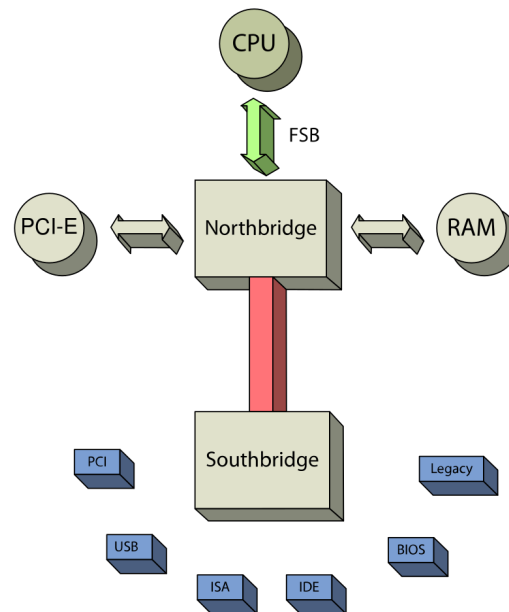 CPU
FSB
PCI-E
Northbridge
RAM
Southbridge
PCI
Legacy
USB
BIOS
ISA
IDE